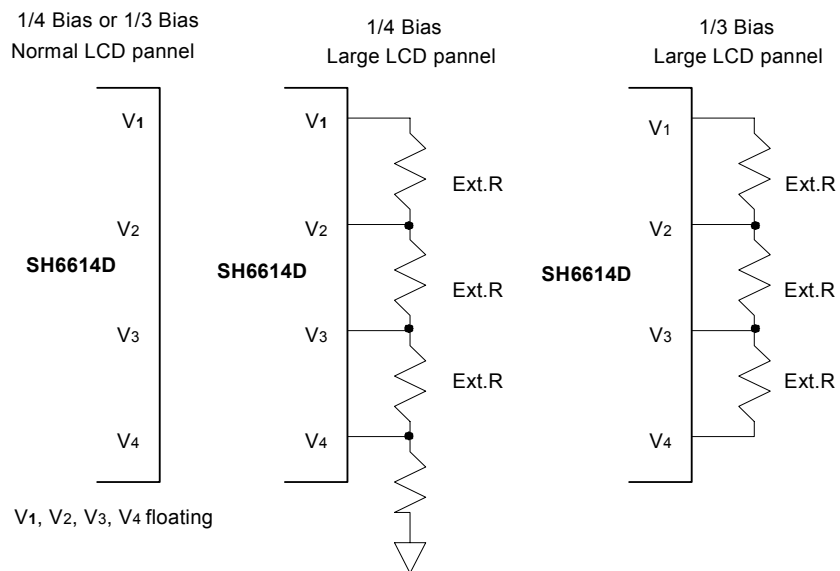 1/4 Bias or 1/3 Bias
Normal LCD pannel
V1
V2
SH6614D
V3
V4
V1, V2, V3, V4 floating
1/4 Bias
Large LCD pannel
V1
Ext.R
V2
SH6614D
Ext.R
V3
Ext.R
V4
1/3 Bias
Large LCD pannel
V1
Ext.R
V2
SH6614D
Ext.R
V3
Ext.R
V4